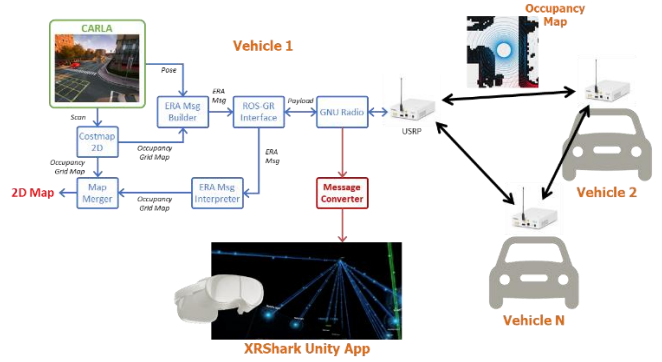 CARLA
Vehicle 1
Occupancy
Map
Pose
ERA
Msg
Payload
ERA Msg
Builder
ROS-GR
Interface
GNU Radio
USRP
Scan
Costmap
2D
Occupancy
Grid Map
ERA
Msg
Occupancy
Grid Map
2D Map
Map
Merger
Occupancy
Grid Map
ERA Msg
Interpreter
Message
Converter
Vehicle 2
Vehicle N
XRShark Unity App